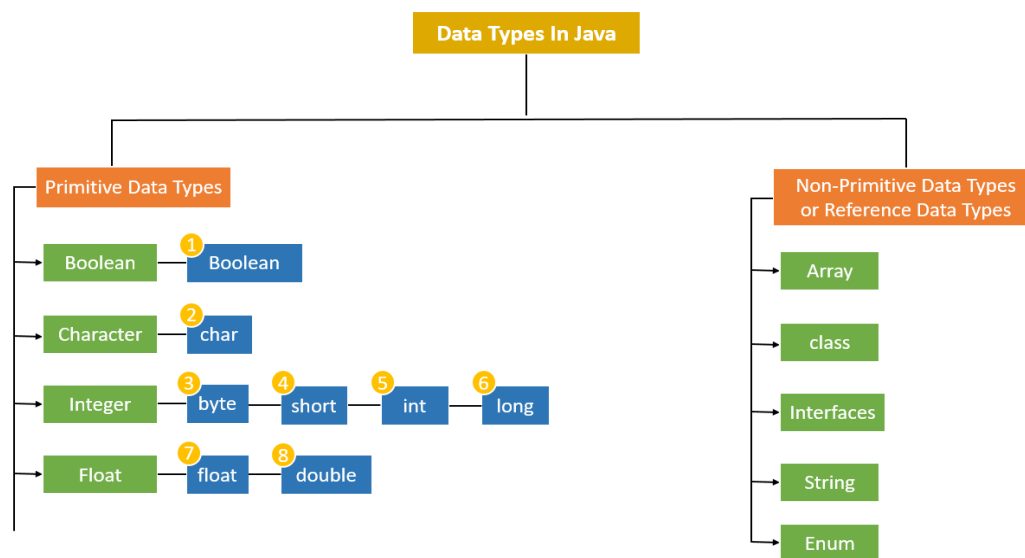 Data Types In Java
Primitive Data Types
Boolean
1
Boolean
Character
2
char
Integer
3
byte
4
short
5
int
6
long
Float
7
float
8
double
Non-Primitive Data Types
or Reference Data Types
Array
class
Interfaces
String
Enum